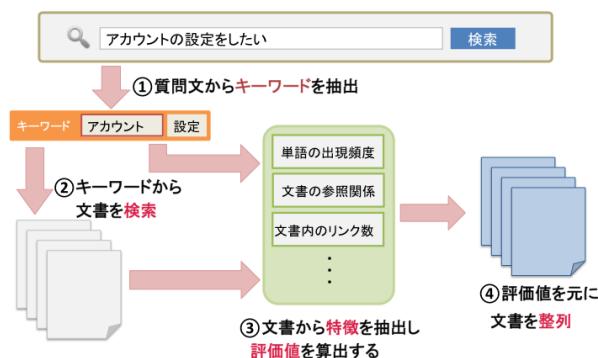 アカウントの設定をしたい
検索
①質問文からキーワードを抽出
キーワード アカウント 設定
②キーワードから
文書を検索
単語の出現頻度
文書の参照関係
文書内のリンク数
・
・
・
③文書から特徴を抽出し
評価値を算出する
④評価値を元に
文書を整列